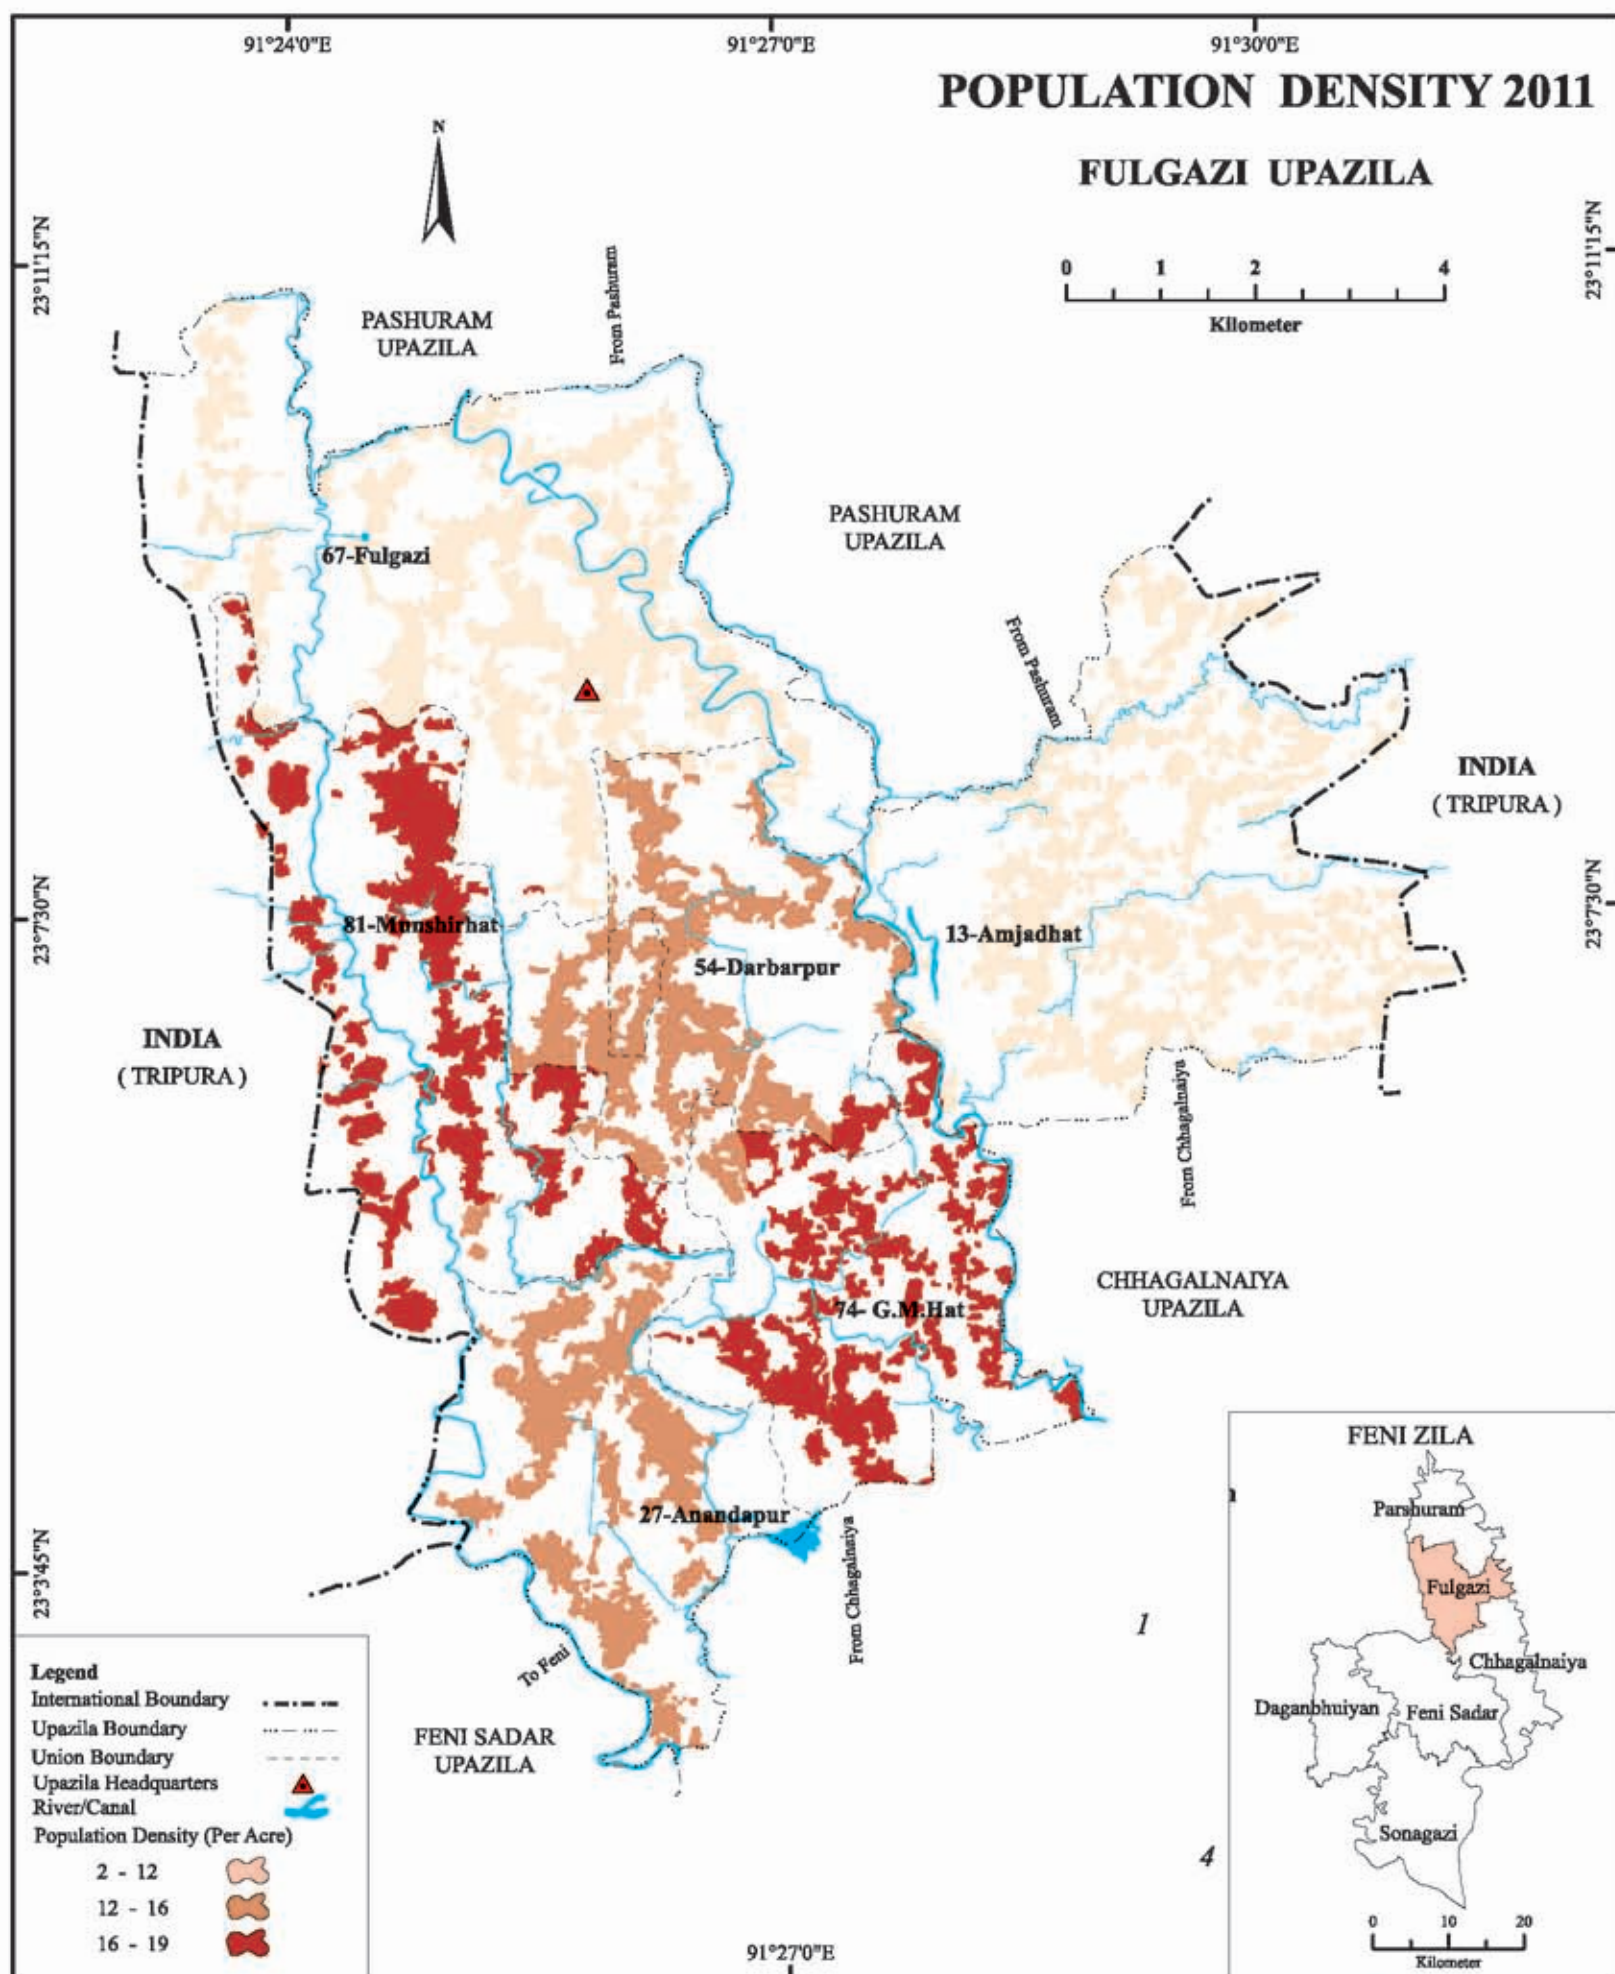 91°24'0"E
91°27'0"E
91°30'0"E
POPULATION DENSITY 2011
FULGAZI UPAZILA
N
23°11'15"N
23°11'15"N
0 1 2 4
Kilometer
PASHURAM
UPAZILA
From Pashuram
PASHURAM
UPAZILA
67-Fulgazi
From Pashuram
INDIA
( TRIPURA )
23°7'30"N
23°7'30"N
81-Munshirhat
13-Amjadhat
54-Darbarpur
INDIA
( TRIPURA )
From Chhagalnaiya
CHHAGALNAIYA
UPAZILA
74- G.M.Hat
27-Anandapur
From Chhagalnaiya
23°3'45"N
To Feni
FENI SADAR
UPAZILA
1
4
91°27'0"E
Legend
International Boundary
Upazila Boundary
Union Boundary
Upazila Headquarters
River/Canal
Population Density (Per Acre)
2 - 12
12 - 16
16 - 19
FENI ZILA
Parshuram
Fulgazi
Chhagalnaiya
Daganbhuiyan
Feni Sadar
Sonagazi
0 10 20
Kilometer